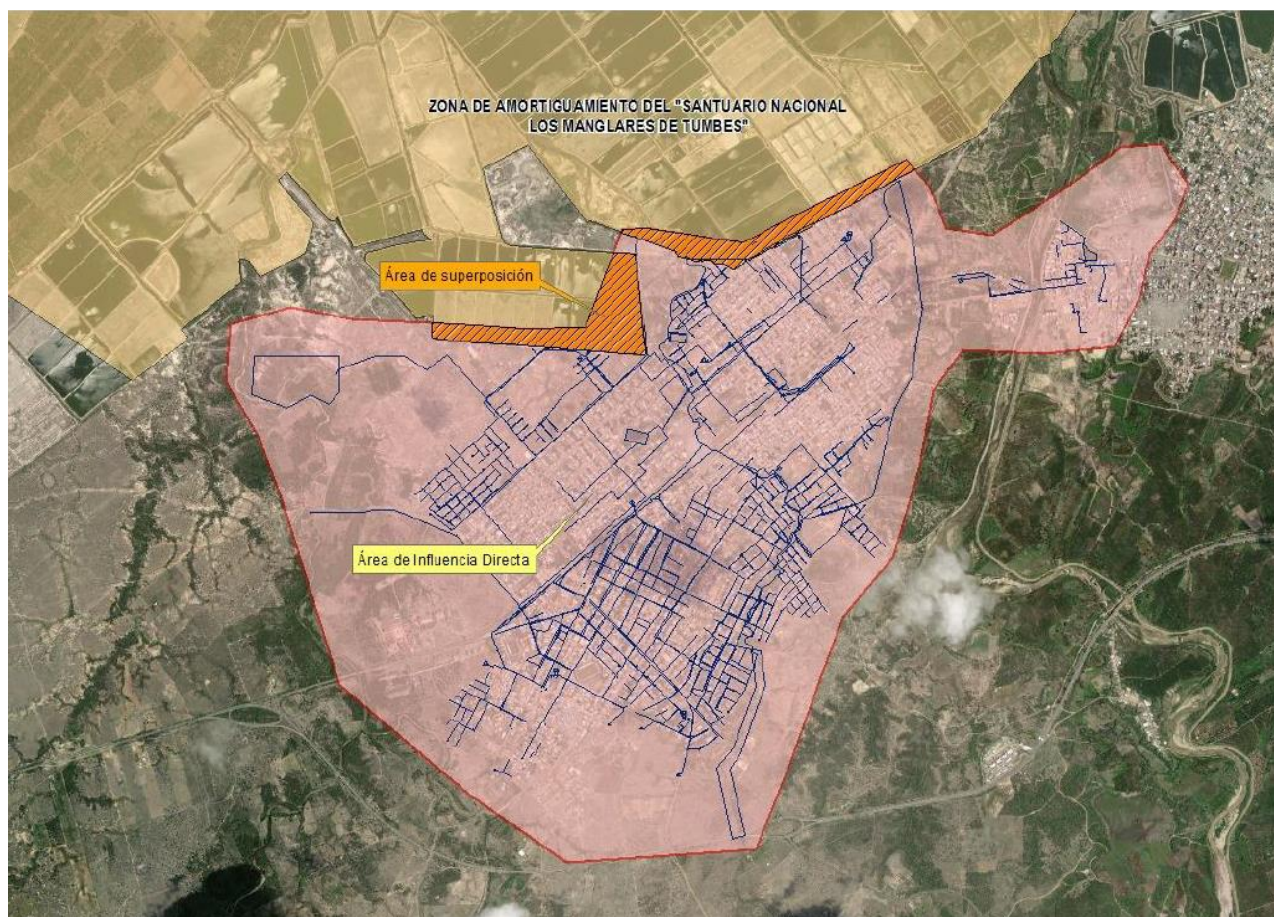 ZONA DE AMORTIGUAMIENTO DEL "SANTUARIO NACIONAL
LOS MANGLARES DE TUMBES"
Área de superposición
Área de Influencia Directa